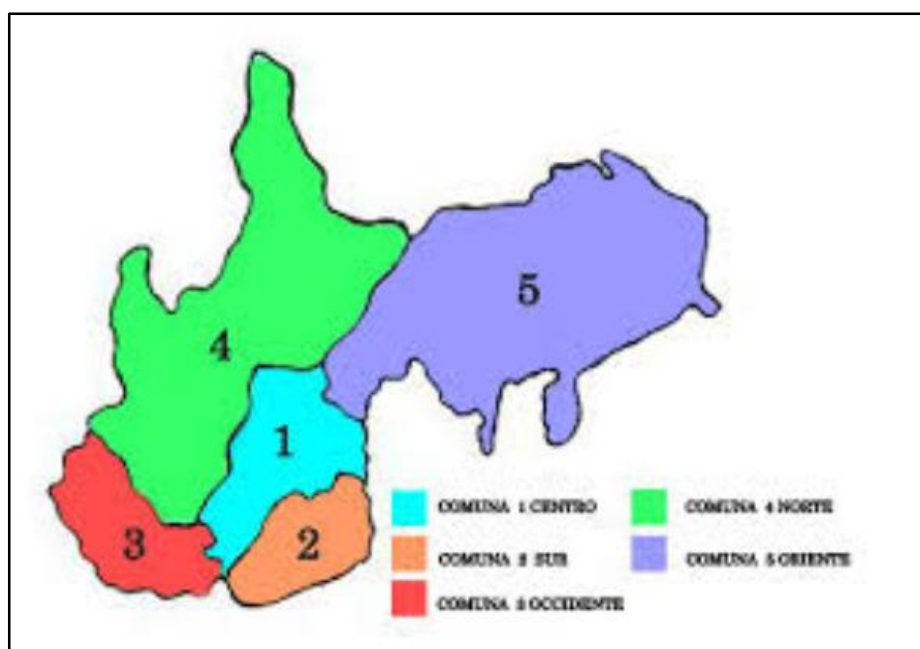 4
5
1
3
2
COMUNA 1 CENTRO
COMUNA 2 SUR
COMUNA 3 OCCIDENTE
COMUNA 4 NORTE
COMUNA 5 ORIENTE